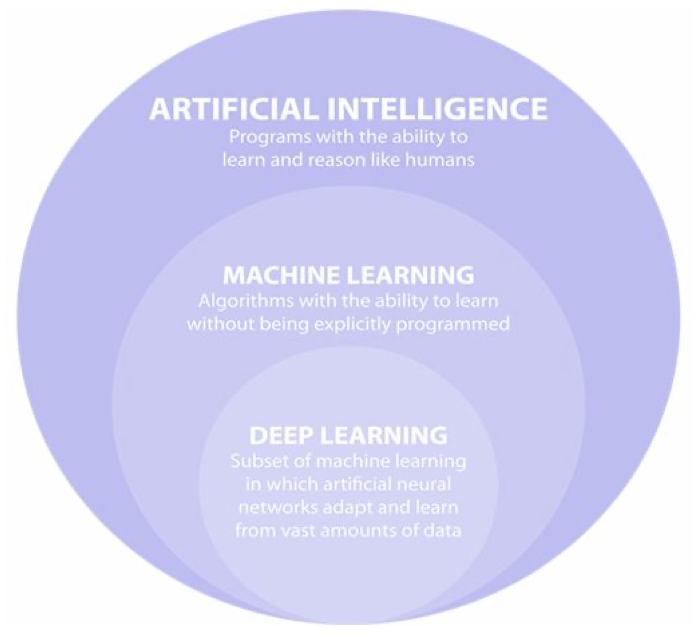 ARTIFICIAL INTELLIGENCE
Programs with the ability to
learn and reason like humans
MACHINE LEARNING
Algorithms with the ability to learn
without being explicitly programmed
DEEP LEARNING
Subset of machine learning
in which artificial neural
networks adapt and learn
from vast amounts of data